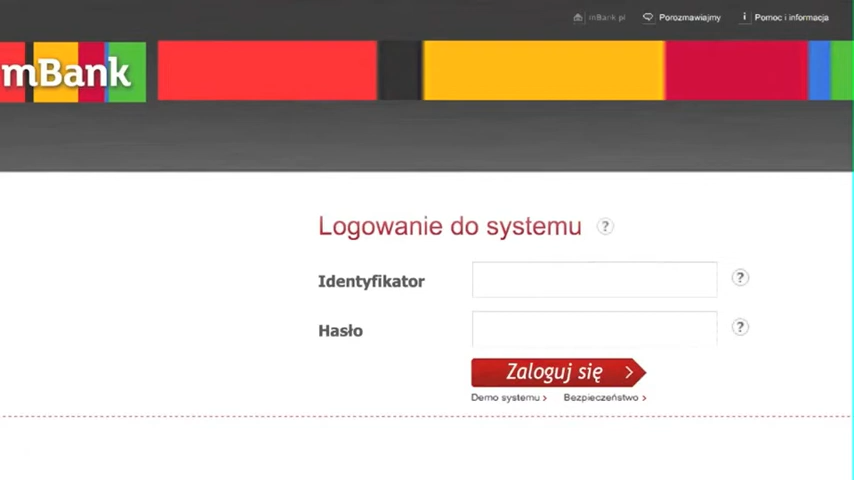 mBank.pl Porozmawiajmy Pomoc i informacja
mBank
Logowanie do systemu ?
Identyfikator ?
Hasło ?
Zaloguj się >
Demo systemu > Bezpieczeństwo >